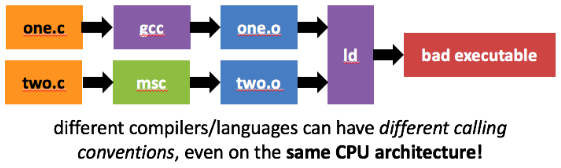 one.c gcc one.o
ld bad executable
two.c msc two.o
different compilers/languages can have different calling
conventions, even on the same CPU architecture!